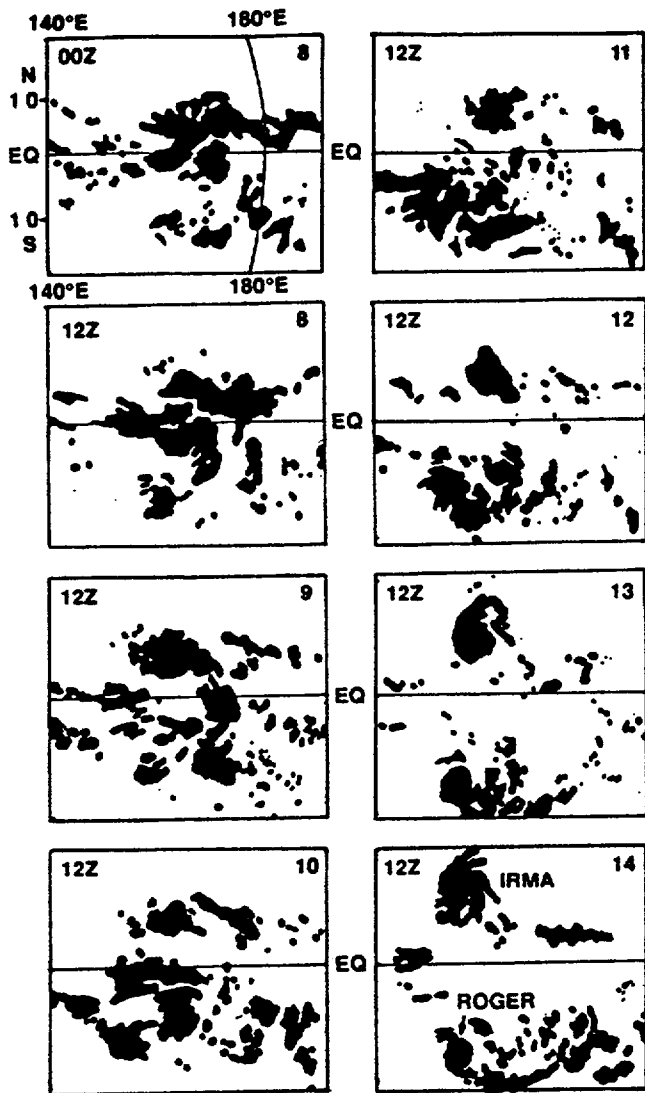 140°E 180°E
00Z 8
N
10
EQ
10
S
140°E 180°E
12Z 8
12Z 9
12Z 10
12Z 11
EQ
12Z 12
EQ
12Z 13
EQ
12Z 14
IRMA
EQ
ROGER